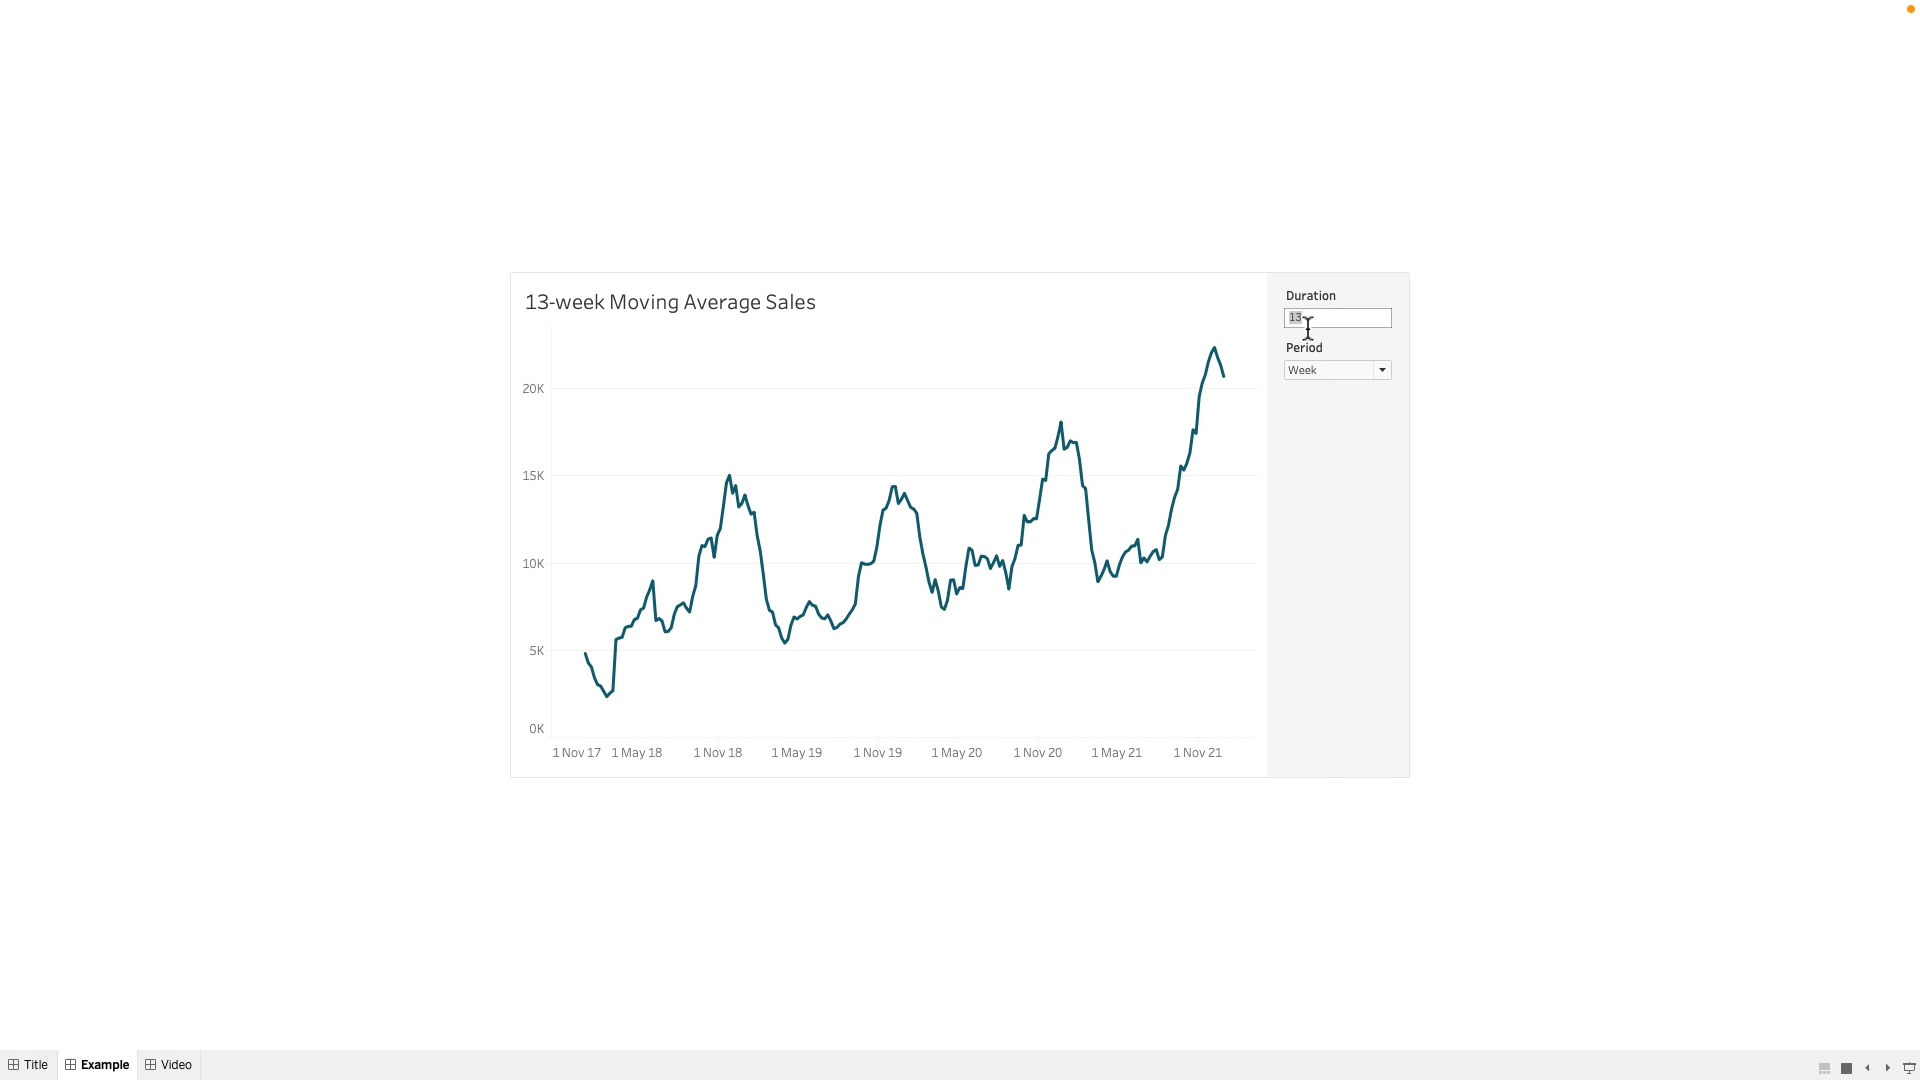 13-week Moving Average Sales
Duration
13
Period
Week
20K
15K
10K
5K
0K
1 Nov 17 1 May 18 1 Nov 18 1 May 19 1 Nov 19 1 May 20 1 Nov 20 1 May 21 1 Nov 21
Title Example Video